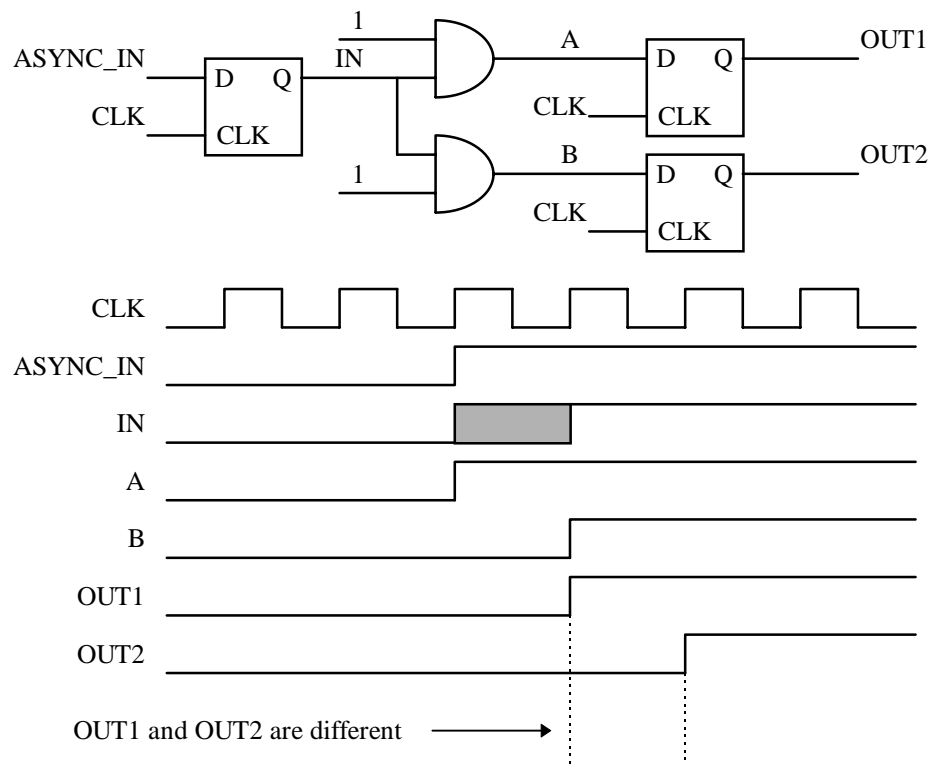 1
ASYNC_IN
IN
A
OUT1
D Q
D Q
CLK
CLK
CLK
CLK
1
B
OUT2
D Q
CLK
CLK
CLK
ASYNC_IN
IN
A
B
OUT1
OUT2
OUT1 and OUT2 are different